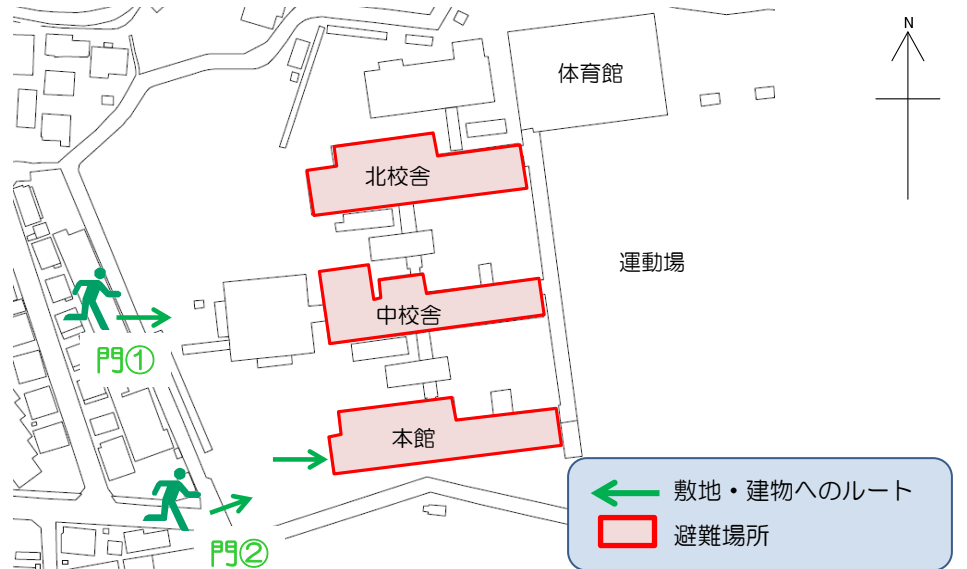 N
体育館
北校舎
運動場
中校舎
門①
本館
門②
敷地・建物へのルート
避難場所